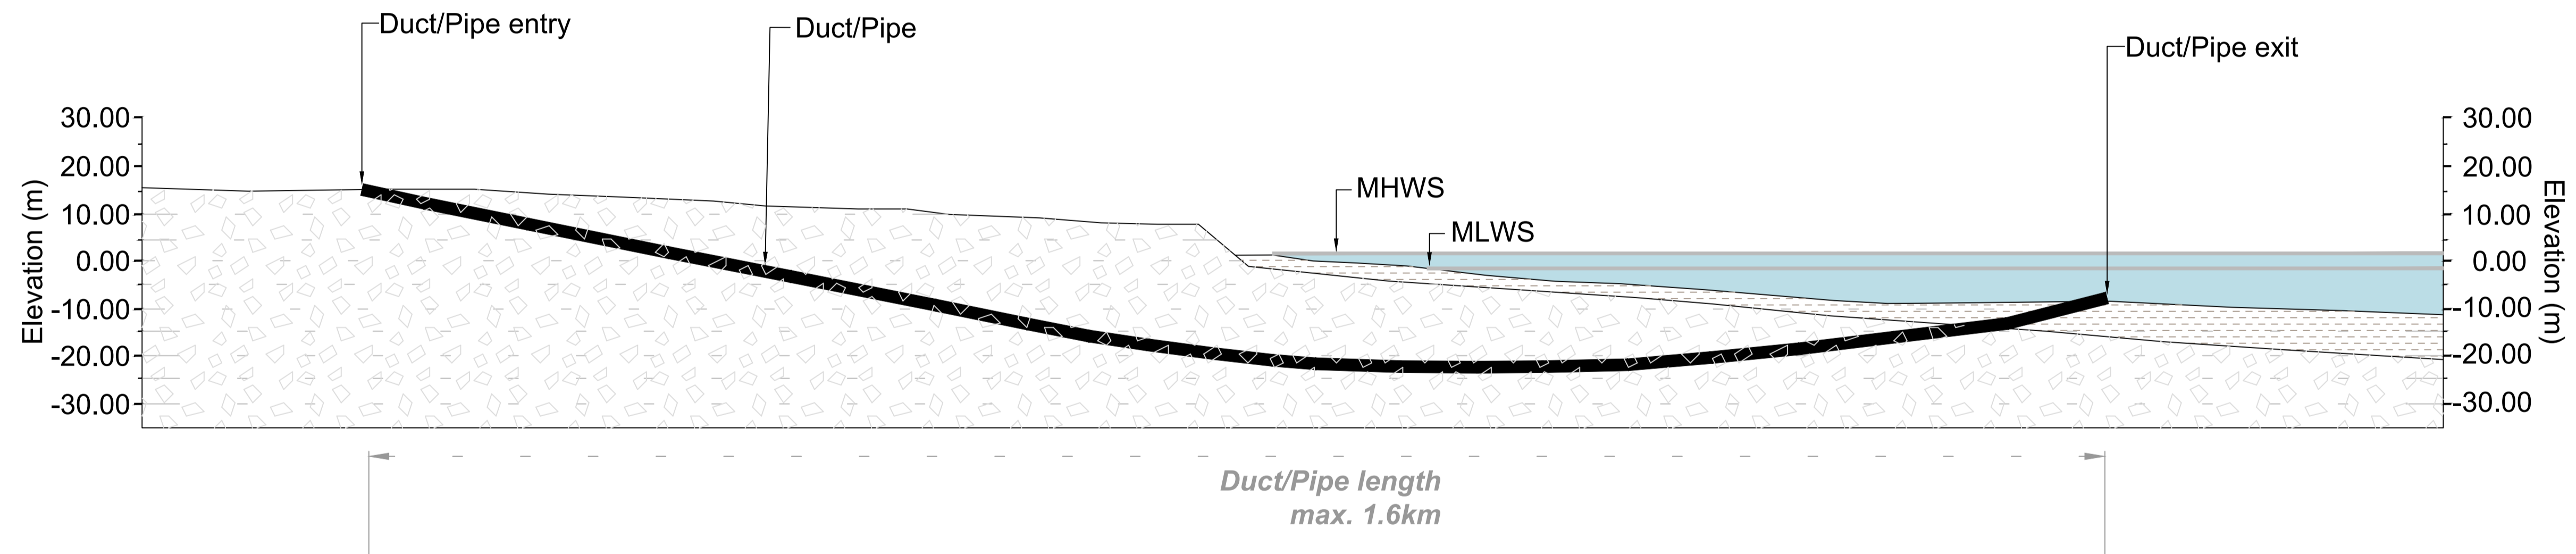 Duct/Pipe entry
Duct/Pipe
Duct/Pipe exit
30.00
20.00
10.00
0.00
-10.00
-20.00
-30.00
Elevation (m)
MHWS
MLWS
30.00
20.00
10.00
0.00
-10.00
-20.00
-30.00
Elevation (m)
Duct/Pipe length
max. 1.6km